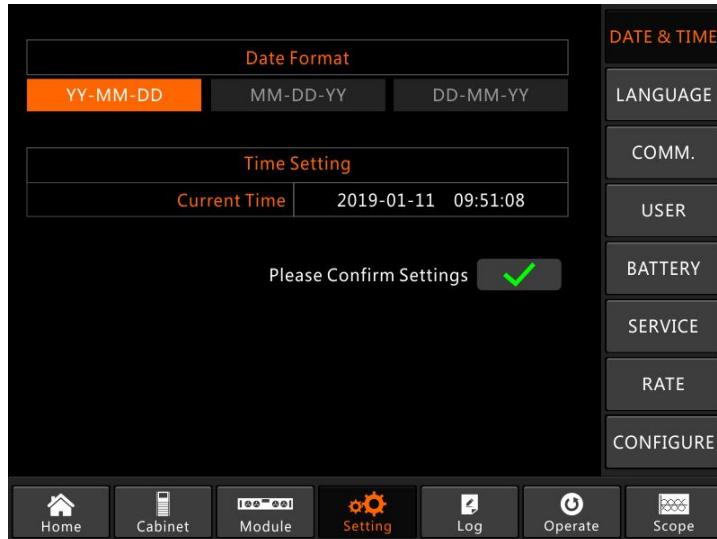 Date Format
YY-MM-DD MM-DD-YY DD-MM-YY
Time Setting
Current Time 2019-01-11 09:51:08
Please Confirm Settings
DATE & TIME
LANGUAGE
COMM.
USER
BATTERY
SERVICE
RATE
CONFIGURE
Home Cabinet Module Setting Log Operate Scope